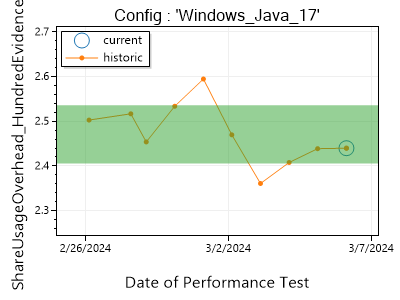 Config : 'Windows_Java_17'
ShareUsageOverhead_HundredEvidence
current
historic
2.7
2.6
2.5
2.4
2.3
2/26/2024
3/2/2024
3/7/2024
Date of Performance Test